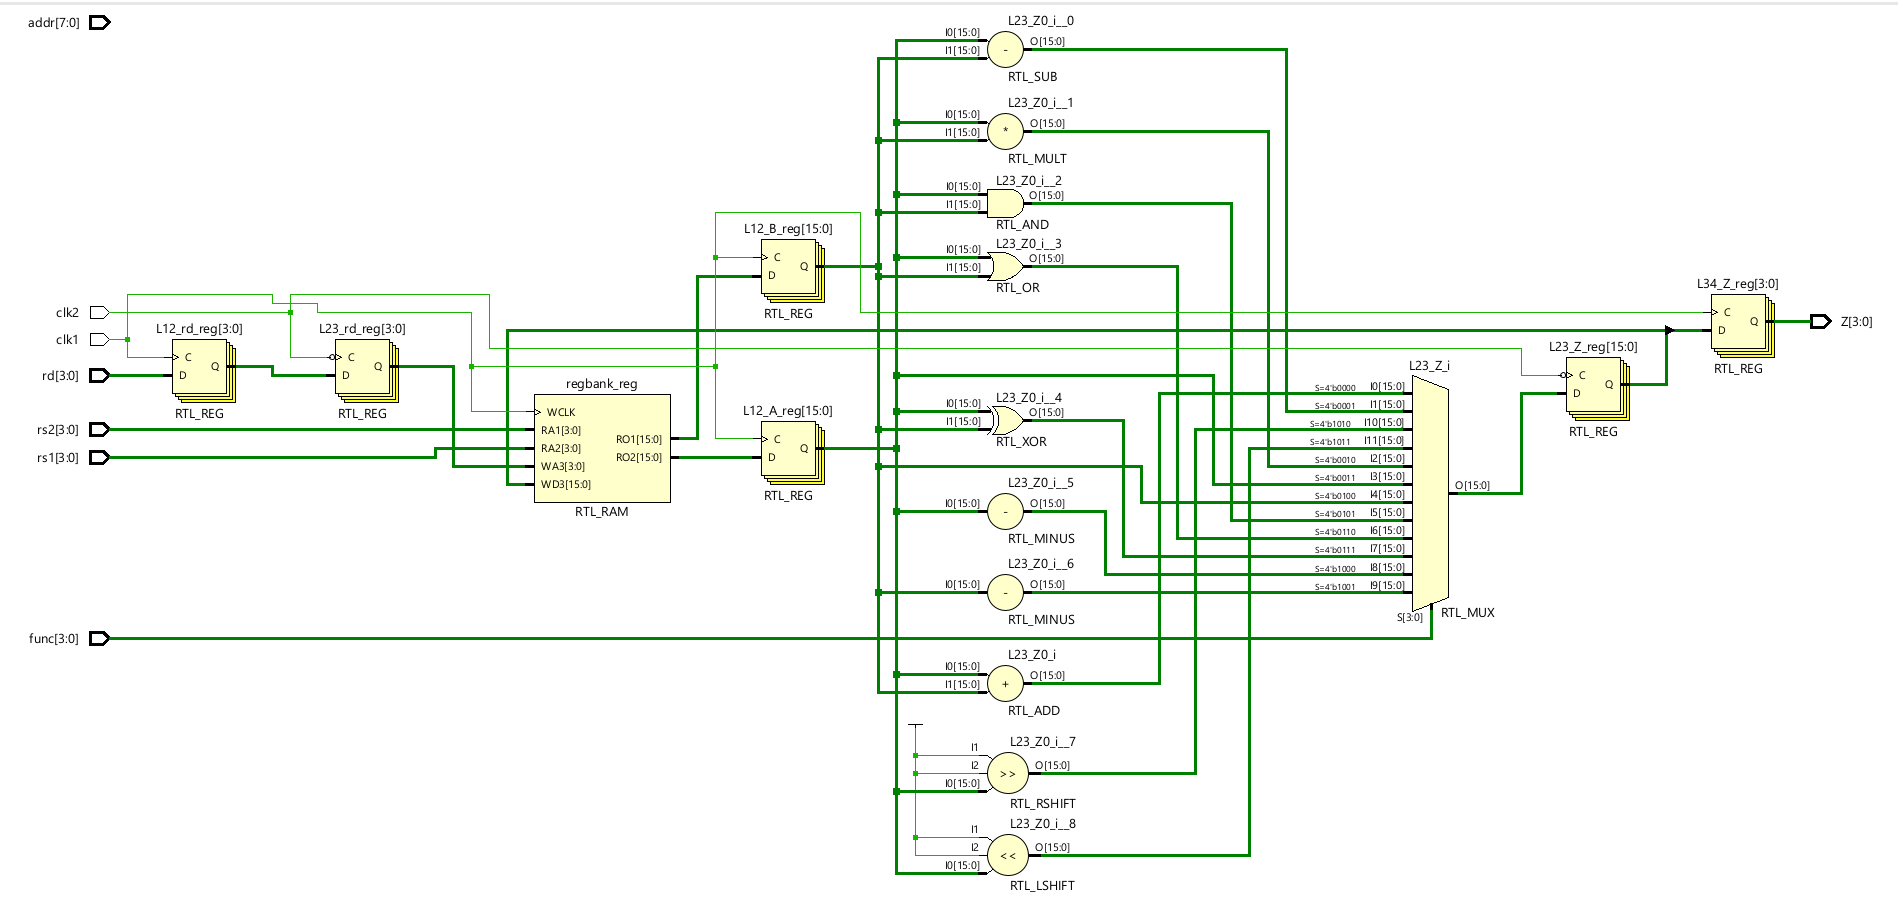 addr[7:0]
clk2
clk1
rd[3:0]
rs2[3:0]
rs1[3:0]
func[3:0]
L12_rd_reg[3:0]
C
D
Q
RTL_REG
L23_rd_reg[3:0]
C
D
Q
RTL_REG
regbank_reg
WCLK
RA1[3:0]
RA2[3:0]
WA3[3:0]
WD3[15:0]
RO1[15:0]
RO2[15:0]
RTL_RAM
L12_B_reg[15:0]
C
D
Q
RTL_REG
L12_A_reg[15:0]
C
D
Q
RTL_REG
L23_Z0_i__0
I0[15:0]
I1[15:0]
-
O[15:0]
RTL_SUB
L23_Z0_i__1
I0[15:0]
I1[15:0]
*
O[15:0]
RTL_MULT
L23_Z0_i__2
I0[15:0]
I1[15:0]
O[15:0]
RTL_AND
L23_Z0_i__3
I0[15:0]
I1[15:0]
O[15:0]
RTL_OR
L23_Z0_i__4
I0[15:0]
I1[15:0]
O[15:0]
RTL_XOR
L23_Z0_i__5
I0[15:0]
-
O[15:0]
RTL_MINUS
L23_Z0_i__6
I0[15:0]
-
O[15:0]
RTL_MINUS
L23_Z0_i
I0[15:0]
I1[15:0]
+
O[15:0]
RTL_ADD
L23_Z0_i__7
I1
I2
I0[15:0]
>>
O[15:0]
RTL_RSHIFT
L23_Z0_i__8
I1
I2
I0[15:0]
<<
O[15:0]
RTL_LSHIFT
L23_Z_i
S=4'b0000 I0[15:0]
S=4'b0001 I1[15:0]
S=4'b1010 I10[15:0]
S=4'b1011 I11[15:0]
S=4'b0010 I2[15:0]
S=4'b0011 I3[15:0]
S=4'b0100 I4[15:0]
S=4'b0101 I5[15:0]
S=4'b0110 I6[15:0]
S=4'b0111 I7[15:0]
S=4'b1000 I8[15:0]
S=4'b1001 I9[15:0]
S[3:0]
O[15:0]
RTL_MUX
L23_Z_reg[15:0]
C
D
Q
RTL_REG
L34_Z_reg[3:0]
C
D
Q
RTL_REG
Z[3:0]